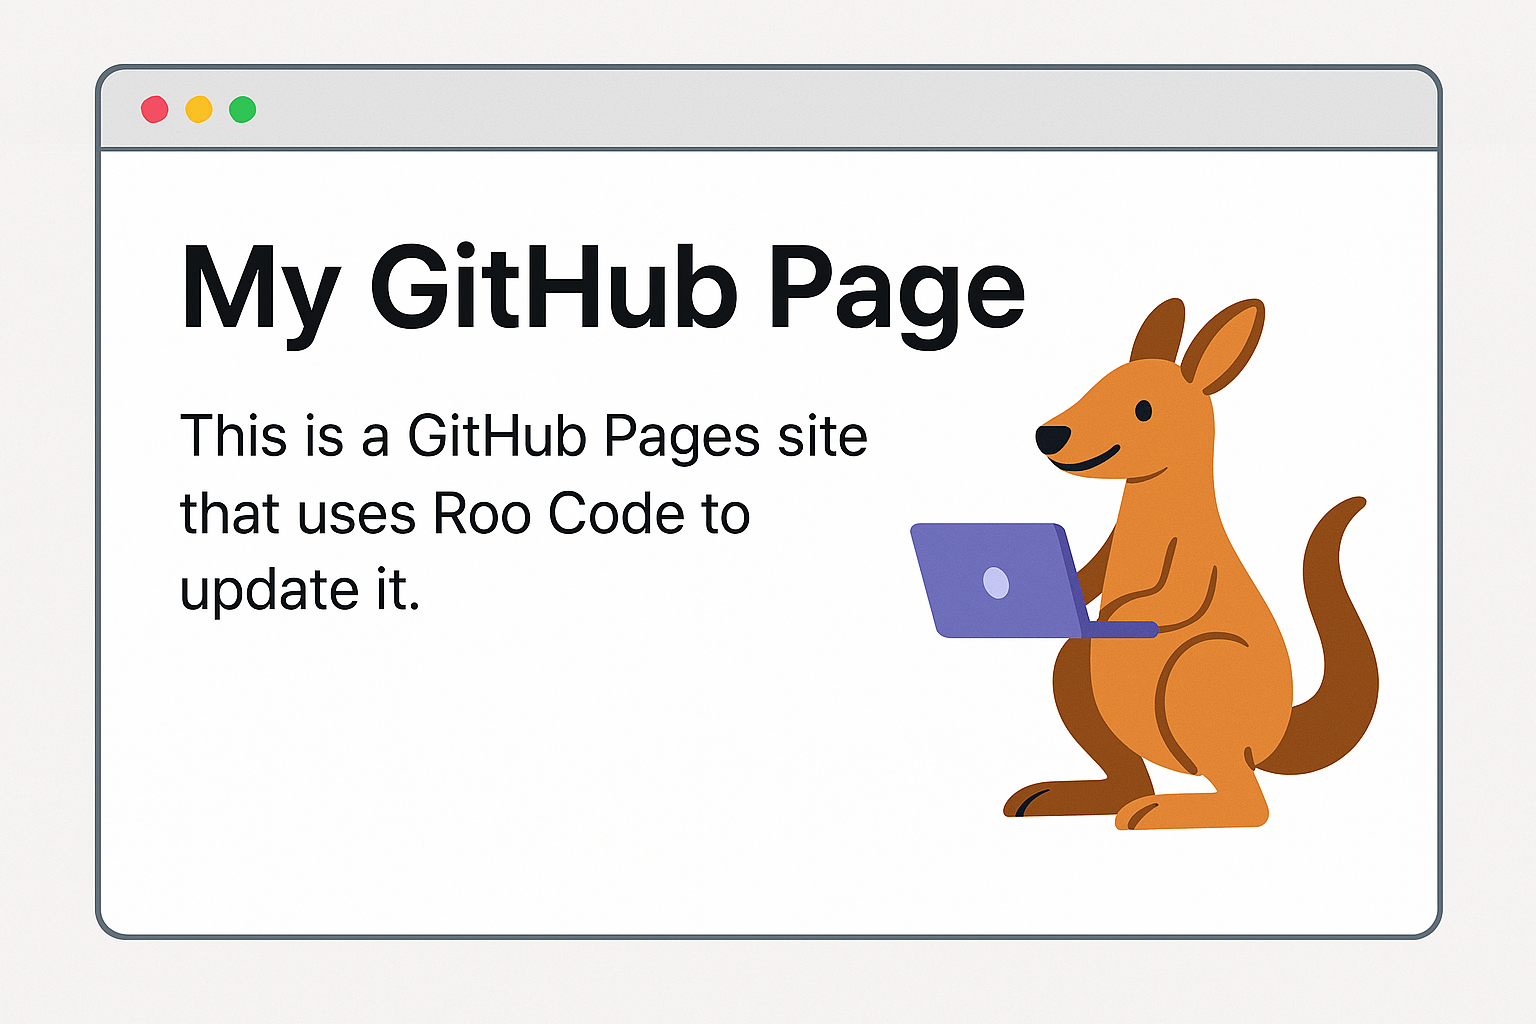 My GitHub Page
This is a GitHub Pages site
that uses Roo Code to
update it.